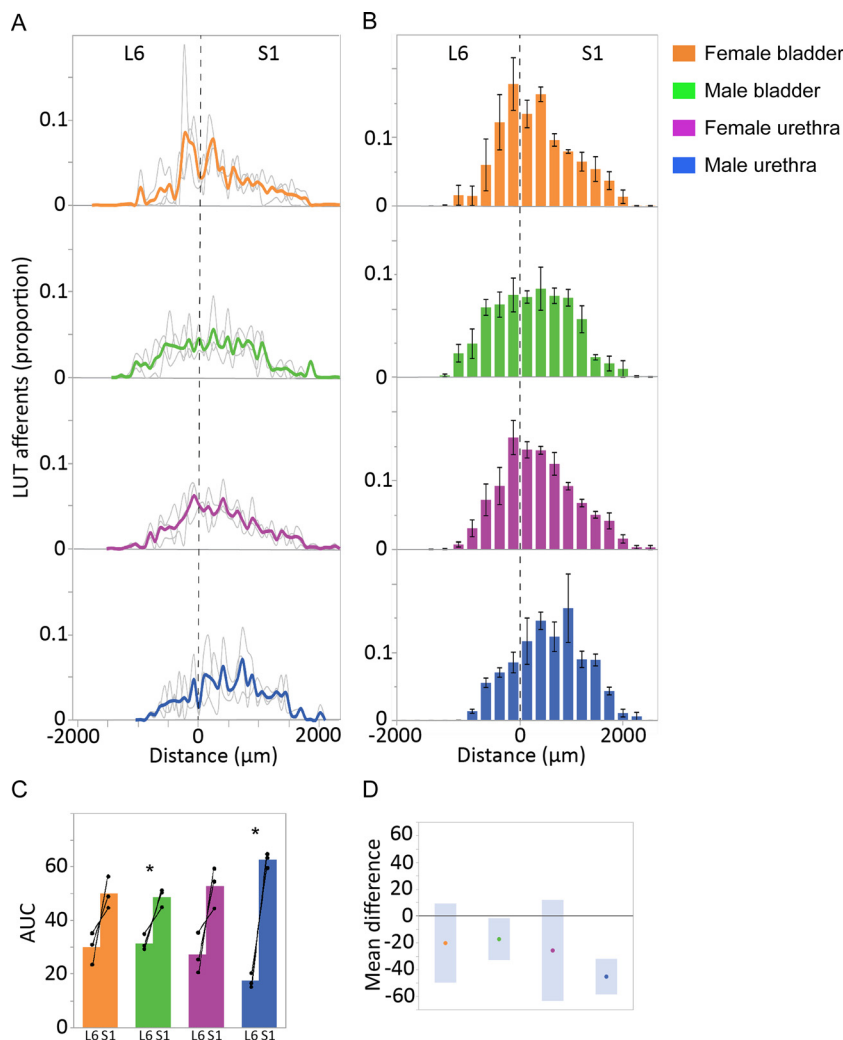 A
B
L6 S1
L6 S1
Female bladder
Male bladder
Female urethra
Male urethra
0.1
0
0.1
0
0.1
0
0.1
0
LUT afferents (proportion)
-2000 0 2000
Distance (µm)
0.1
0
0.1
0
0.1
0
0.1
0
-2000 0 2000
Distance (µm)
C
D
60
40
20
0
AUC
*
*
L6 S1 L6 S1 L6 S1 L6 S1
60
40
20
0
-20
-40
-60
Mean difference